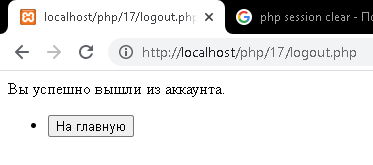 localhost/php/17/logout.php
php session clear - По
http://localhost/php/17/logout.php
Вы успешно вышли из аккаунта.
На главную